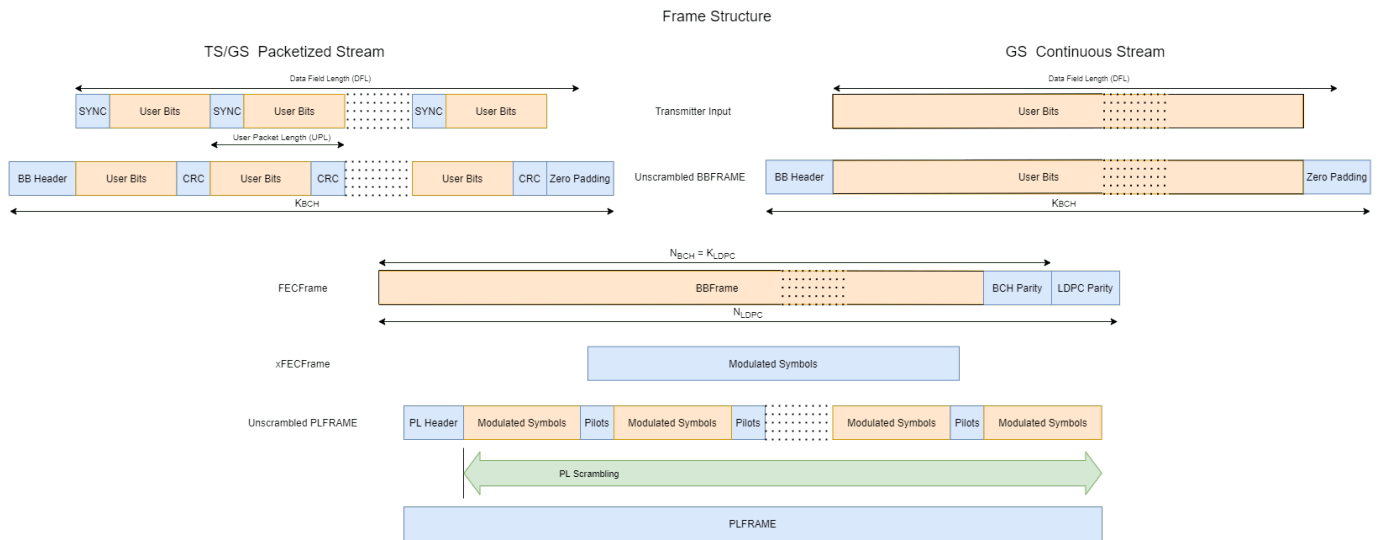 Frame Structure
TS/GS Packetized Stream
GS Continuous Stream
Data Field Length (DFL)
Data Field Length (DFL)
SYNC User Bits SYNC User Bits SYNC User Bits
Transmitter Input
User Bits
User Packet Length (UPL)
BB Header User Bits CRC User Bits CRC User Bits CRC Zero Padding
Unscrambled BBFRAME
BB Header User Bits Zero Padding
KBCH
KBCH
NBCH = KLDPC
FECFrame
BBFrame BCH Parity LDPC Parity
NLDPC
xFECFrame
Modulated Symbols
Unscrambled PLFRAME
PL Header Modulated Symbols Pilots Modulated Symbols Pilots Modulated Symbols Pilots Modulated Symbols
PL Scrambling
PLFRAME